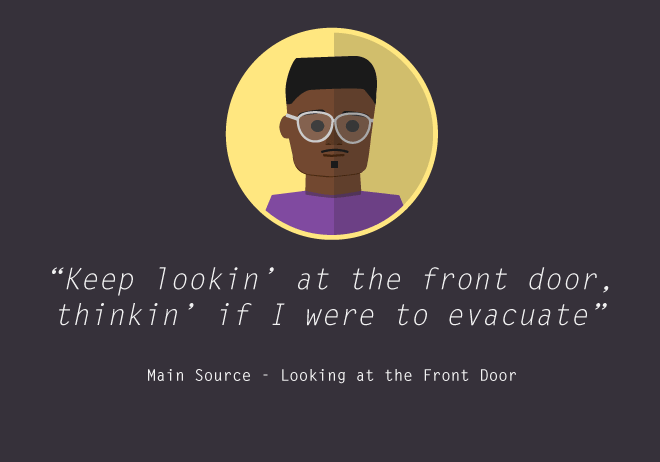 “Keep lookin’ at the front door,
thinkin’ if I were to evacuate”
Main Source - Looking at the Front Door